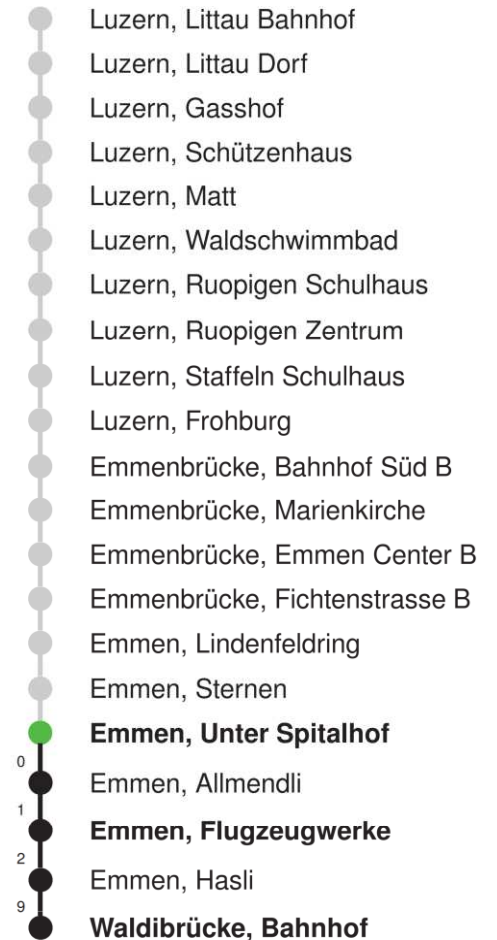 Luzern, Littau Bahnhof
Luzern, Littau Dorf
Luzern, Gasshof
Luzern, Schützenhaus
Luzern, Matt
Luzern, Waldschwimmbad
Luzern, Ruopigen Schulhaus
Luzern, Ruopigen Zentrum
Luzern, Staffeln Schulhaus
Luzern, Frohburg
Emmenbrücke, Bahnhof Süd B
Emmenbrücke, Marienkirche
Emmenbrücke, Emmen Center B
Emmenbrücke, Fichtenstrasse B
Emmen, Lindenfeldring
Emmen, Sternen
Emmen, Unter Spitalhof
0 Emmen, Allmendli
1 Emmen, Flugzeugwerke
2 Emmen, Hasli
9 Waldibrücke, Bahnhof